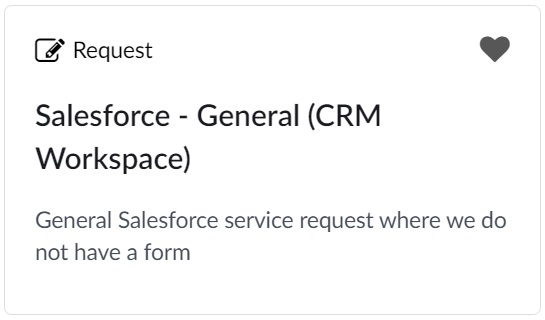 Request
Salesforce - General (CRM
Workspace)
General Salesforce service request where we do
not have a form